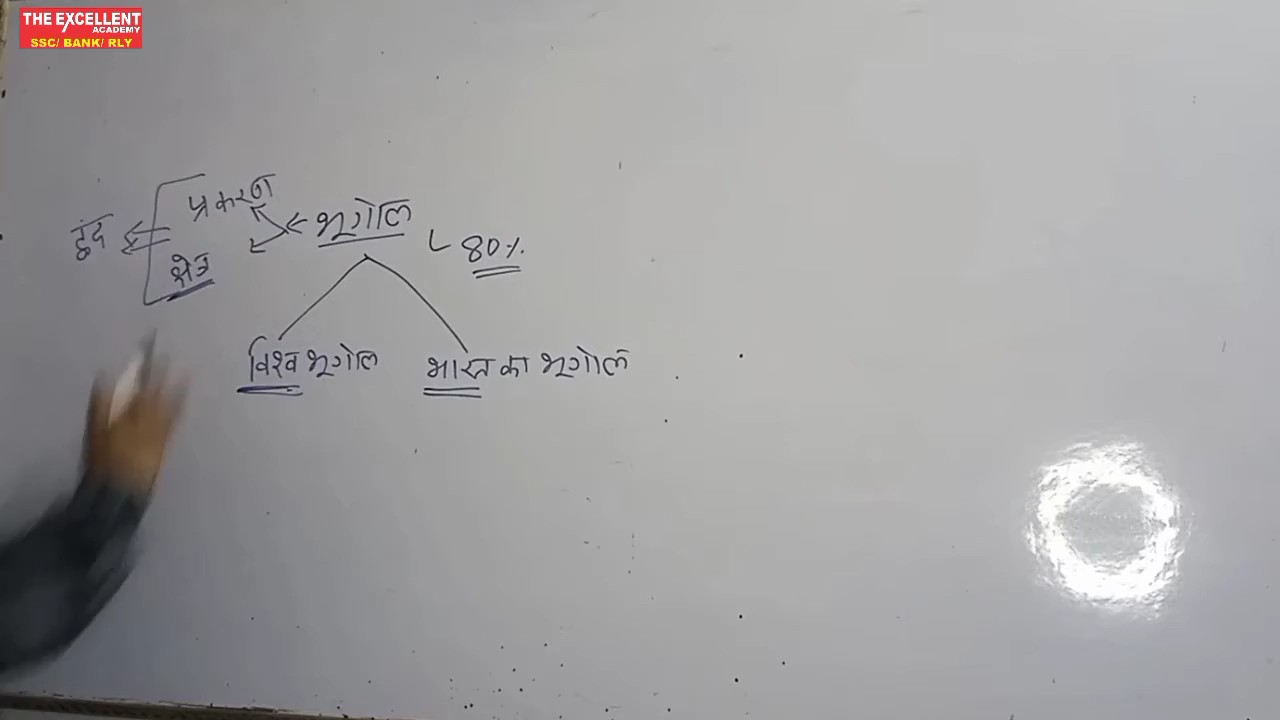 THE EXCELLENT
ACADEMY
SSC/ BANK/ RLY
प्रकरण
भूगोल
द्वंद
क्षेत्र
80%
विश्व भूगोल
भारत का भूगोल